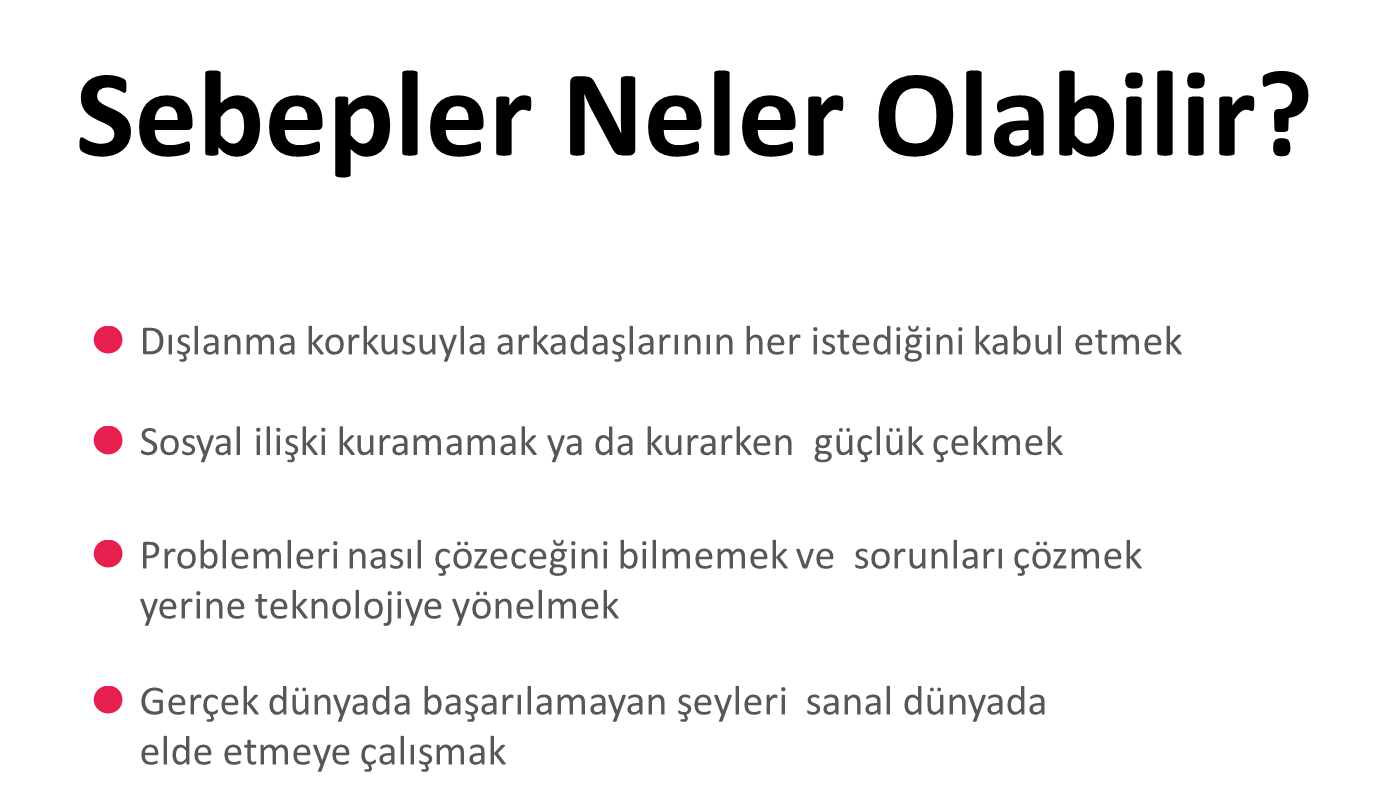 Sebepler Neler Olabilir?
Dışlanma korkusuyla arkadaşlarının her istediğini kabul etmek
Sosyal ilişki kuramamak ya da kurarken güçlük çekmek
Problemleri nasıl çözeceğini bilmemek ve sorunları çözmek
yerine teknolojiye yönelmek
Gerçek dünyada başarılamayan şeyleri sanal dünyada
elde etmeye çalışmak